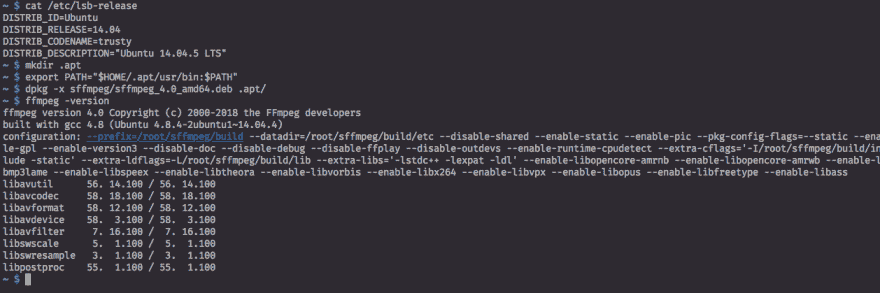 ~ $ cat /etc/lsb-release
DISTRIB_ID=Ubuntu
DISTRIB_RELEASE=14.04
DISTRIB_CODENAME=trusty
DISTRIB_DESCRIPTION="Ubuntu 14.04.5 LTS"
~ $ mkdir .apt
~ $ export PATH="$HOME/.apt/usr/bin:$PATH"
~ $ dpkg -x sffmpeg/sffmpeg_4.0_amd64.deb .apt/
~ $ ffmpeg -version
ffmpeg version 4.0 Copyright (c) 2000-2018 the FFmpeg developers
built with gcc 4.8 (Ubuntu 4.8.4-2ubuntu1~14.04.4)
configuration: --prefix=/root/sffmpeg/build --datadir=/root/sffmpeg/build/etc --disable-shared --enable-static --enable-pic --pkg-config-flags=--static --ena
le-gpl --enable-version3 --disable-doc --disable-debug --disable-ffplay --disable-outdevs --enable-runtime-cpudetect --extra-cflags='-I/root/sffmpeg/build/in
lude -static' --extra-ldflags=-L/root/sffmpeg/build/lib --extra-libs='-lstdc++ -lexpat -ldl' --enable-libopencore-amrnb --enable-libopencore-amrwb --enable-l
bmp3lame --enable-libspeex --enable-libtheora --enable-libvorbis --enable-libx264 --enable-libvpx --enable-libopus --enable-libfreetype --enable-libass
libavutil 56. 14.100 / 56. 14.100
libavcodec 58. 18.100 / 58. 18.100
libavformat 58. 12.100 / 58. 12.100
libavdevice 58. 3.100 / 58. 3.100
libavfilter 7. 16.100 / 7. 16.100
libswscale 5. 1.100 / 5. 1.100
libswresample 3. 1.100 / 3. 1.100
libpostproc 55. 1.100 / 55. 1.100
~ $